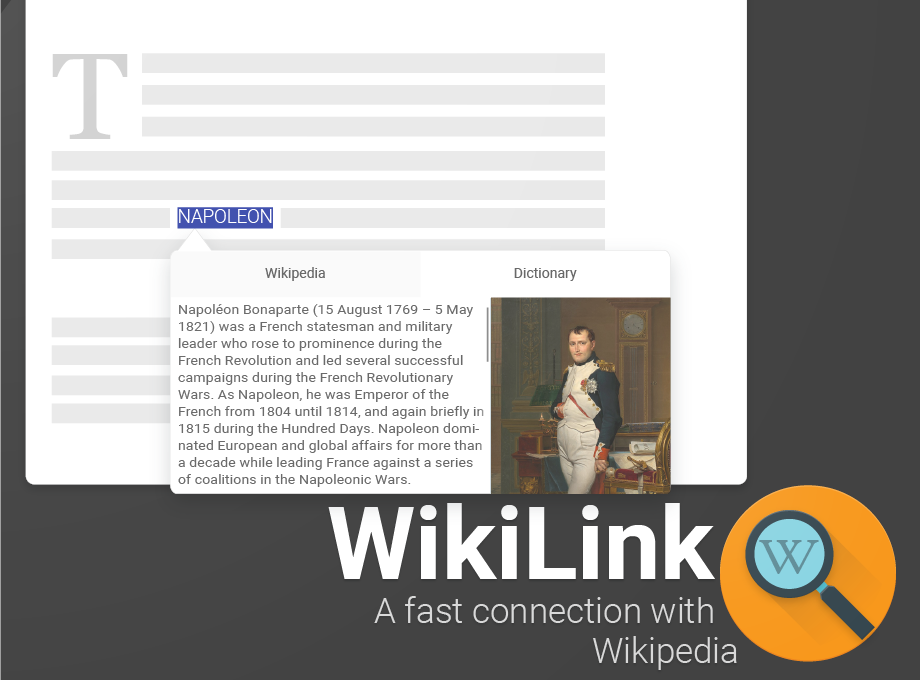 T
NAPOLEON
Wikipedia
Dictionary
Napoléon Bonaparte (15 August 1769 – 5 May
1821) was a French statesman and military
leader who rose to prominence during the
French Revolution and led several successful
campaigns during the French Revolutionary
Wars. As Napoleon, he was Emperor of the
French from 1804 until 1814, and again briefly in
1815 during the Hundred Days. Napoleon domi-
nated European and global affairs for more than
a decade while leading France against a series
of coalitions in the Napoleonic Wars.
WikiLink
W
A fast connection with
Wikipedia